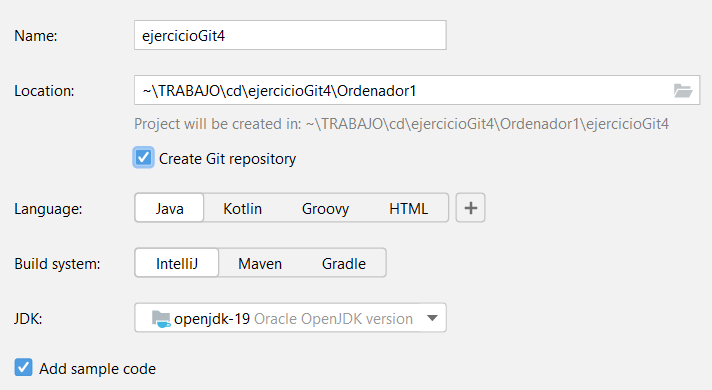 Name: ejercicioGit4
Location: ~\TRABAJO\cd\ejercicioGit4\Ordenador1
Project will be created in: ~\TRABAJO\cd\ejercicioGit4\Ordenador1\ejercicioGit4
Create Git repository
Language: Java Kotlin Groovy HTML +
Build system: IntelliJ Maven Gradle
JDK: openjdk-19 Oracle OpenJDK version
Add sample code